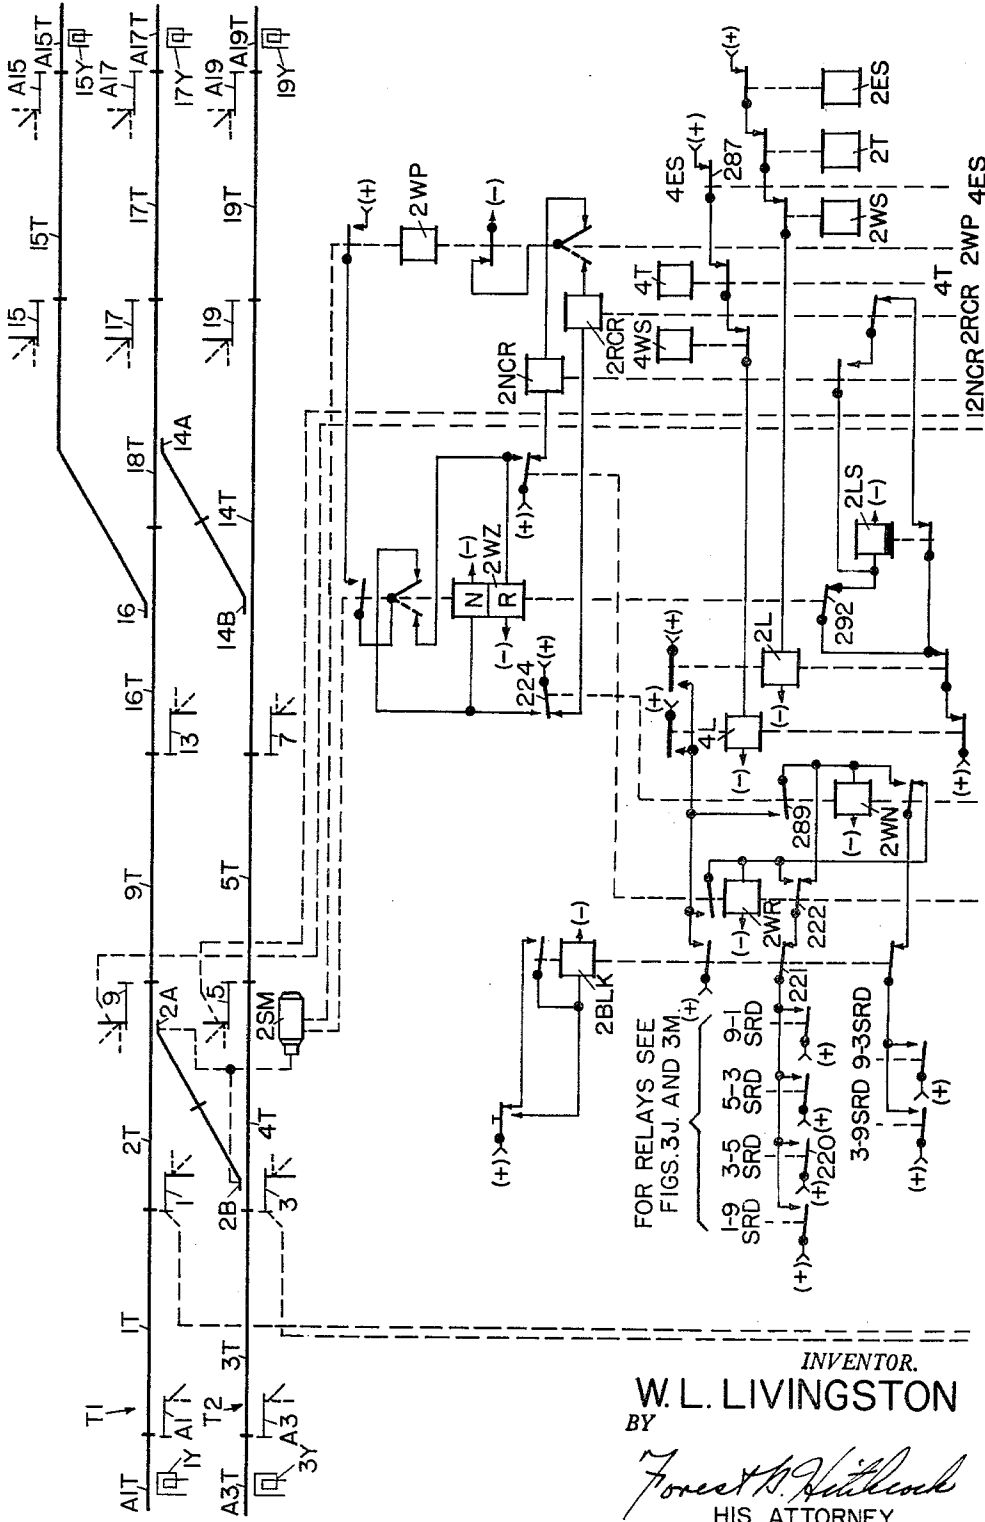 A15
A15T
15Y
A17
A17T
17Y
A19
A19T
19Y
15T
17T
19T
15
17
19
18T
14A
14T
14B
16
16T
13
7
9T
5T
9
2A
5
2SM
2T
4T
1
2B
3
1T
3T
T1
A1
T2
A3
A1T
1Y
A3T
3Y
(+)
2WP
(-)
2RCR
2NCR
(+)
N
R
(-)
2WZ
(-)
224
(+)
4ES
(+)
287
(+)
2ES
2T
2WS
4T
4WS
4ES
2WP
4T
2RCR
12NCR
2LS
(-)
292
2L
(-)
(+)
(+)
4L
(-)
(+)
289
2WN
(-)
2WR
(-)
222
221
2BLK
(-)
(+)
(+)
FOR RELAYS SEE
FIGS. 3J. AND 3M
1-9
SRD
3-5
SRD
5-3
SRD
9-1
SRD
(+)
(+)
220
(+)
(+)
3-9SRD
9-3SRD
(+)
(+)
INVENTOR.
W. L. LIVINGSTON
BY
Forest B. Hitchcock
HIS ATTORNEY